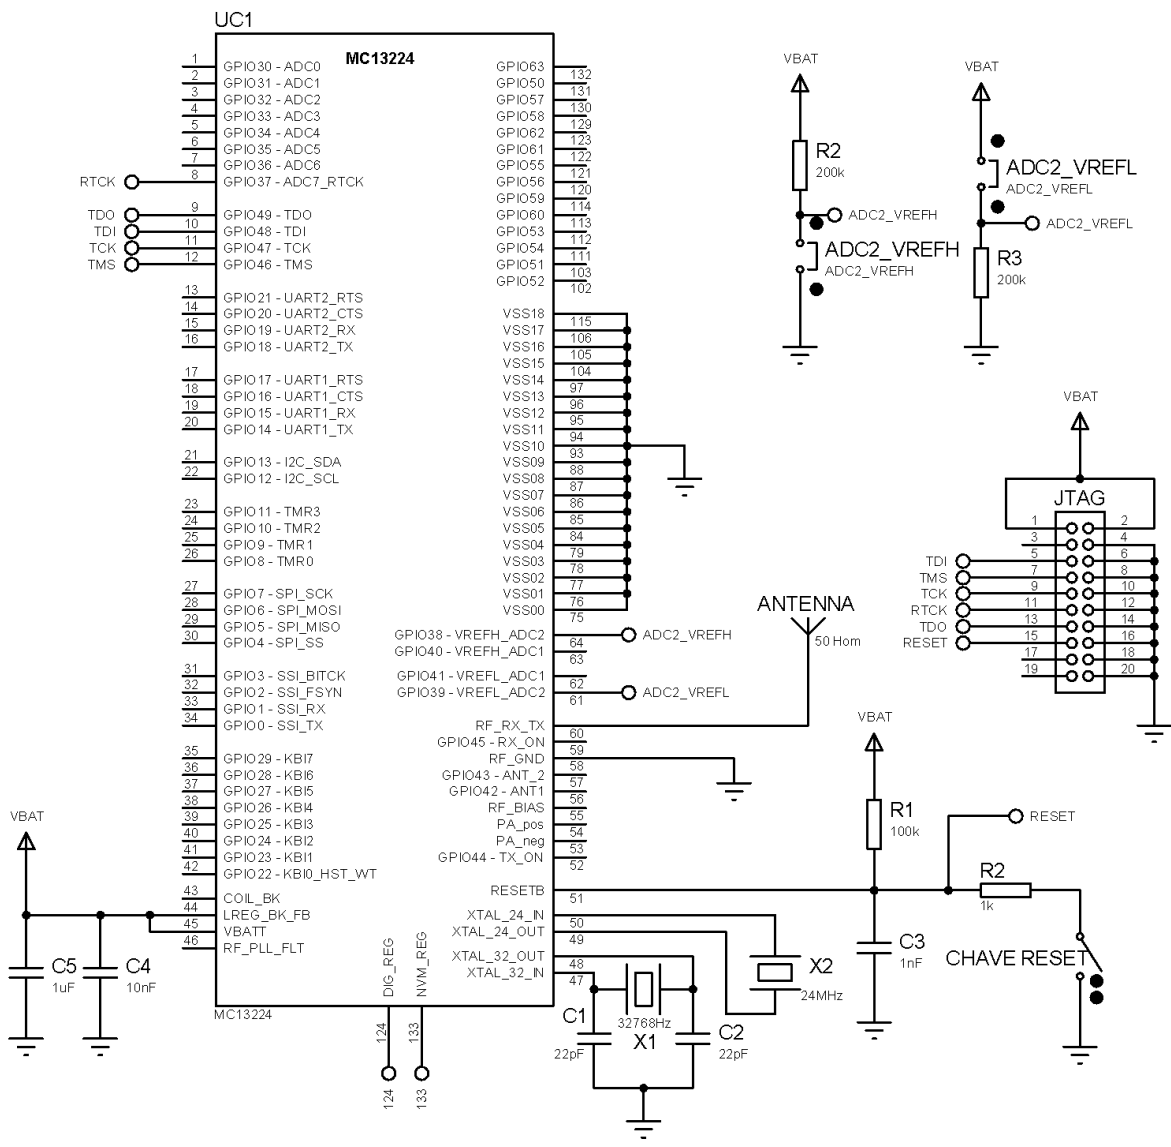 UC1
MC13224
1 GPIO30 - ADC0
2 GPIO31 - ADC1
3 GPIO32 - ADC2
4 GPIO33 - ADC3
5 GPIO34 - ADC4
6 GPIO35 - ADC5
7 GPIO36 - ADC6
RTCK 8 GPIO37 - ADC7_RTCK
TDO 9 GPIO49 - TDO
TDI 10 GPIO48 - TDI
TCK 11 GPIO47 - TCK
TMS 12 GPIO46 - TMS
13 GPIO21 - UART2_RTS
14 GPIO20 - UART2_CTS
15 GPIO19 - UART2_RX
16 GPIO18 - UART2_TX
17 GPIO17 - UART1_RTS
18 GPIO16 - UART1_CTS
19 GPIO15 - UART1_RX
20 GPIO14 - UART1_TX
21 GPIO13 - I2C_SDA
22 GPIO12 - I2C_SCL
23 GPIO11 - TMR3
24 GPIO10 - TMR2
25 GPIO9 - TMR1
26 GPIO8 - TMR0
27 GPIO7 - SPI_SCK
28 GPIO6 - SPI_MOSI
29 GPIO5 - SPI_MISO
30 GPIO4 - SPI_SS
31 GPIO3 - SSI_BITCK
32 GPIO2 - SSI_FSYN
33 GPIO1 - SSI_RX
34 GPIO0 - SSI_TX
35 GPIO29 - KBI7
36 GPIO28 - KBI6
37 GPIO27 - KBI5
38 GPIO26 - KBI4
39 GPIO25 - KBI3
40 GPIO24 - KBI2
41 GPIO23 - KBI1
42 GPIO22 - KBI0_HST_WT
43 COIL_BK
44 LREG_BK_FB
45 VBATT
46 RF_PLL_FLT
MC13224
GPIO63 132
GPIO50 131
GPIO57 130
GPIO58 129
GPIO62 123
GPIO61 122
GPIO55 121
GPIO56 120
GPIO59 114
GPIO60 113
GPIO53 112
GPIO54 111
GPIO51 103
GPIO52 102
VSS18 115
VSS17 106
VSS16 105
VSS15 104
VSS14 97
VSS13 96
VSS12 95
VSS11 94
VSS10 93
VSS09 88
VSS08 87
VSS07 86
VSS06 85
VSS05 84
VSS04 79
VSS03 78
VSS02 77
VSS01 76
VSS00 75
GPIO38 - VREFH_ADC2 64 ADC2_VREFH
GPIO40 - VREFH_ADC1 63
GPIO41 - VREFL_ADC1 62
GPIO39 - VREFL_ADC2 61 ADC2_VREFL
RF_RX_TX 60
GPIO45 - RX_ON 59
RF_GND 58
GPIO43 - ANT_2 57
GPIO42 - ANT1 56
RF_BIAS 55
PA_pos 54
PA_neg 53
GPIO44 - TX_ON 52
RESETB 51
XTAL_24_IN 50
XTAL_24_OUT 49
XTAL_32_OUT 48
XTAL_32_IN 47
DIG_REG 124
NVM_REG 133
124
133
VBAT
C5
1uF
C4
10nF
C1
22pF
32768Hz
X1
C2
22pF
X2
24MHz
ANTENNA
50 Hom
VBAT
R2
200k
ADC2_VREFH
ADC2_VREFH
ADC2_VREFH
VBAT
ADC2_VREFL
ADC2_VREFL
ADC2_VREFL
R3
200k
VBAT
JTAG
1 2
3 4
TDI 5 6
TMS 7 8
TCK 9 10
RTCK 11 12
TDO 13 14
RESET 15 16
17 18
19 20
VBAT
R1
100k
RESET
R2
1k
C3
1nF
CHAVE RESET